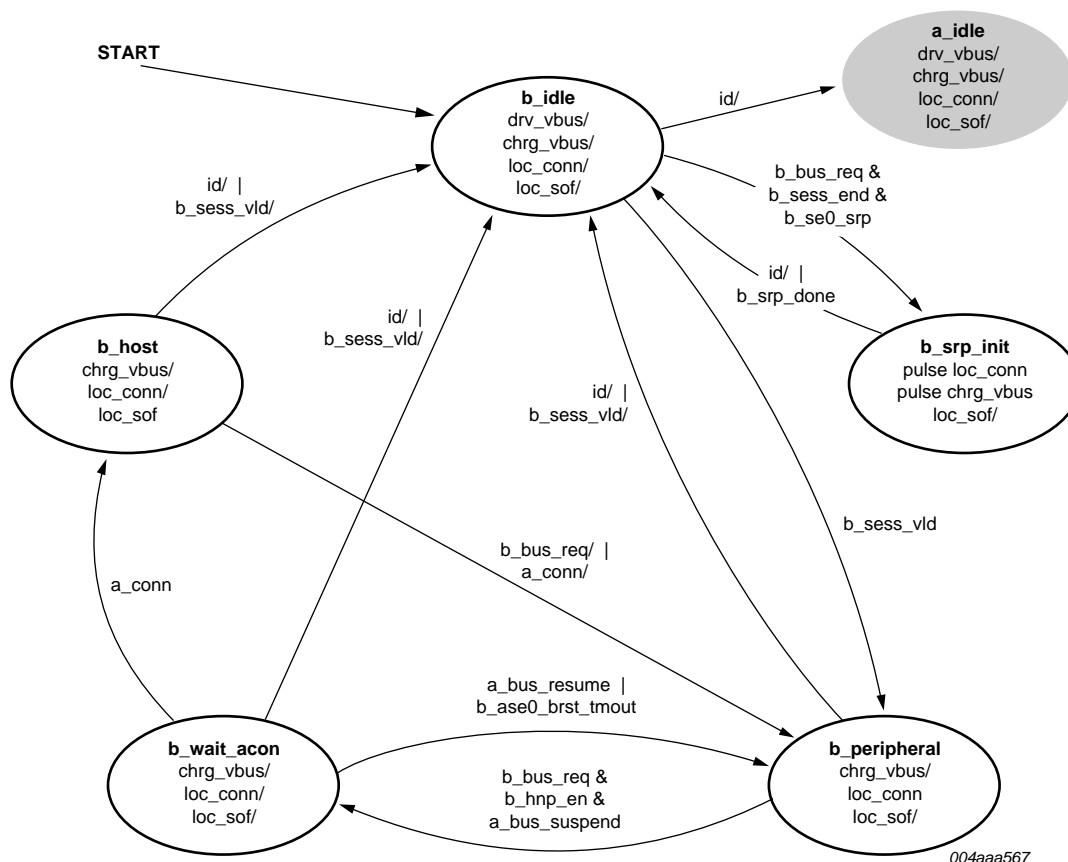 START
a_idle
drv_vbus/
chrg_vbus/
loc_conn/
loc_sof/
b_idle
drv_vbus/
chrg_vbus/
loc_conn/
loc_sof/
id/
b_bus_req &
b_sess_end &
b_se0_srp
id/ |
b_sess_vld/
id/ |
b_srp_done
id/ |
b_sess_vld/
b_host
chrg_vbus/
loc_conn/
loc_sof
b_srp_init
pulse loc_conn
pulse chrg_vbus
loc_sof/
id/ |
b_sess_vld/
b_sess_vld
b_bus_req/ |
a_conn/
a_conn
a_bus_resume |
b_ase0_brst_tmout
b_wait_acon
chrg_vbus/
loc_conn/
loc_sof/
b_bus_req &
b_hnp_en &
a_bus_suspend
b_peripheral
chrg_vbus/
loc_conn
loc_sof/
004aaa567